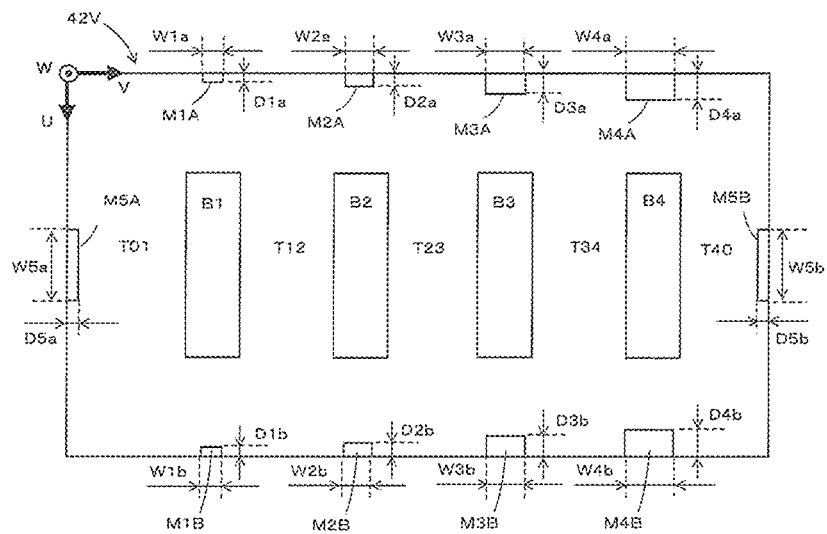 42V
W1a W2a W3a W4a
W V U
D1a D2a D3a D4a
M1A M2A M3A M4A
M5A B1 B2 B3 B4 M5B
W5a T01 T12 T23 T34 T40 W5b
D5a D5b
D1b D2b D3b D4b
W1b W2b W3b W4b
M1B M2B M3B M4B